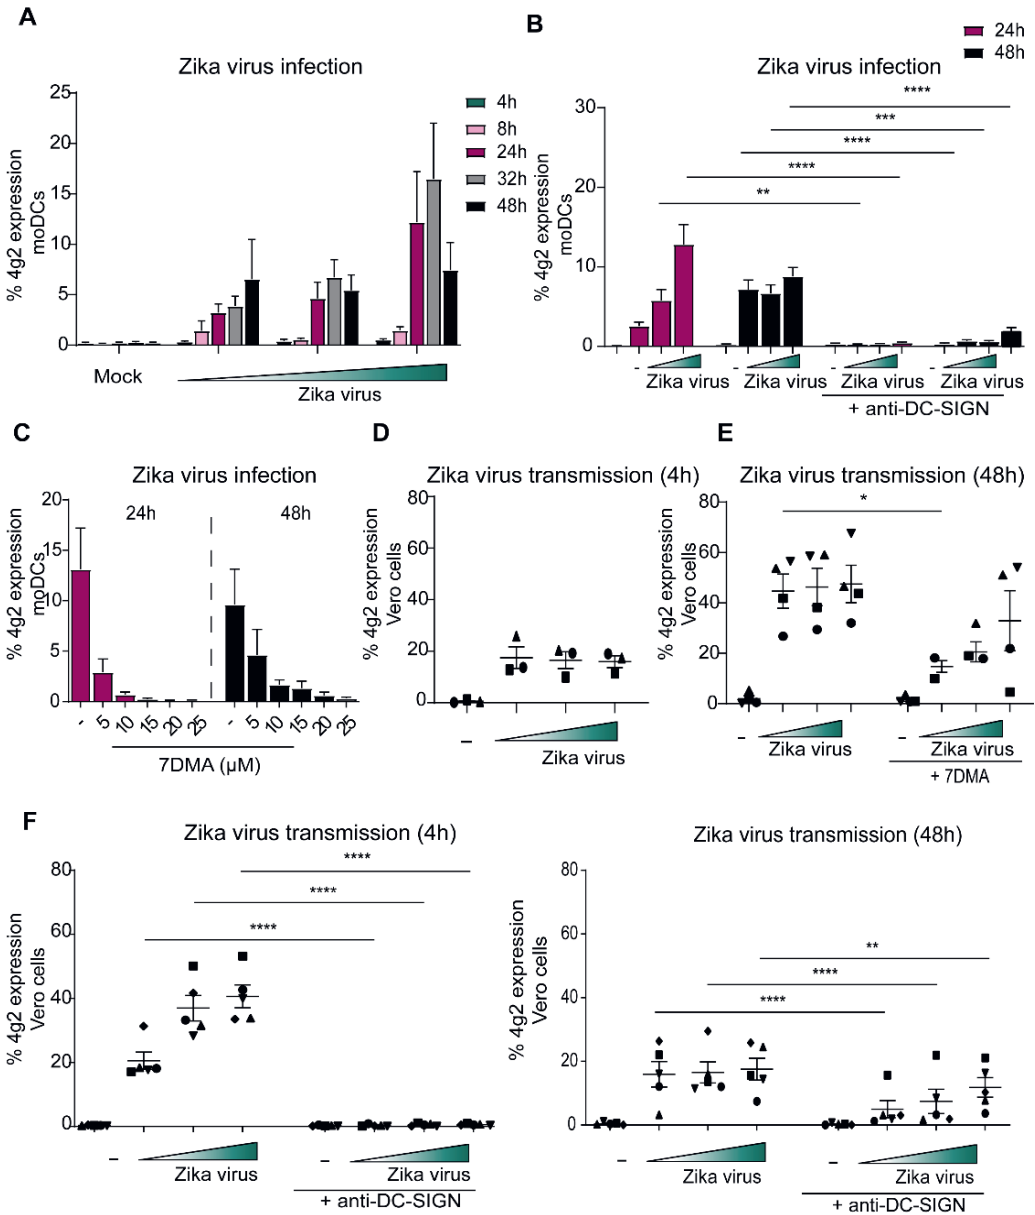 A
Zika virus infection
% 4g2 expression
moDCs
25
20
15
10
5
0
4h
8h
24h
32h
48h
Mock
Zika virus
B
24h
48h
Zika virus infection
% 4g2 expression
moDCs
30
20
10
0
****
***
****
****
**
- Zika virus - Zika virus - Zika virus - Zika virus
+ anti-DC-SIGN
C
Zika virus infection
% 4g2 expression
moDCs
20
15
10
5
0
24h 48h
- 5 10 15 20 25 - 5 10 15 20 25
7DMA (µM)
D
Zika virus transmission (4h)
% 4g2 expression
Vero cells
80
60
40
20
0
–
Zika virus
E
Zika virus transmission (48h)
% 4g2 expression
Vero cells
80
60
40
20
0
*
– Zika virus – Zika virus
+ 7DMA
F
Zika virus transmission (4h)
% 4g2 expression
Vero cells
80
60
40
20
0
****
****
****
– –
Zika virus Zika virus
+ anti-DC-SIGN
Zika virus transmission (48h)
% 4g2 expression
Vero cells
80
60
40
20
0
**
****
****
– –
Zika virus Zika virus
+ anti-DC-SIGN